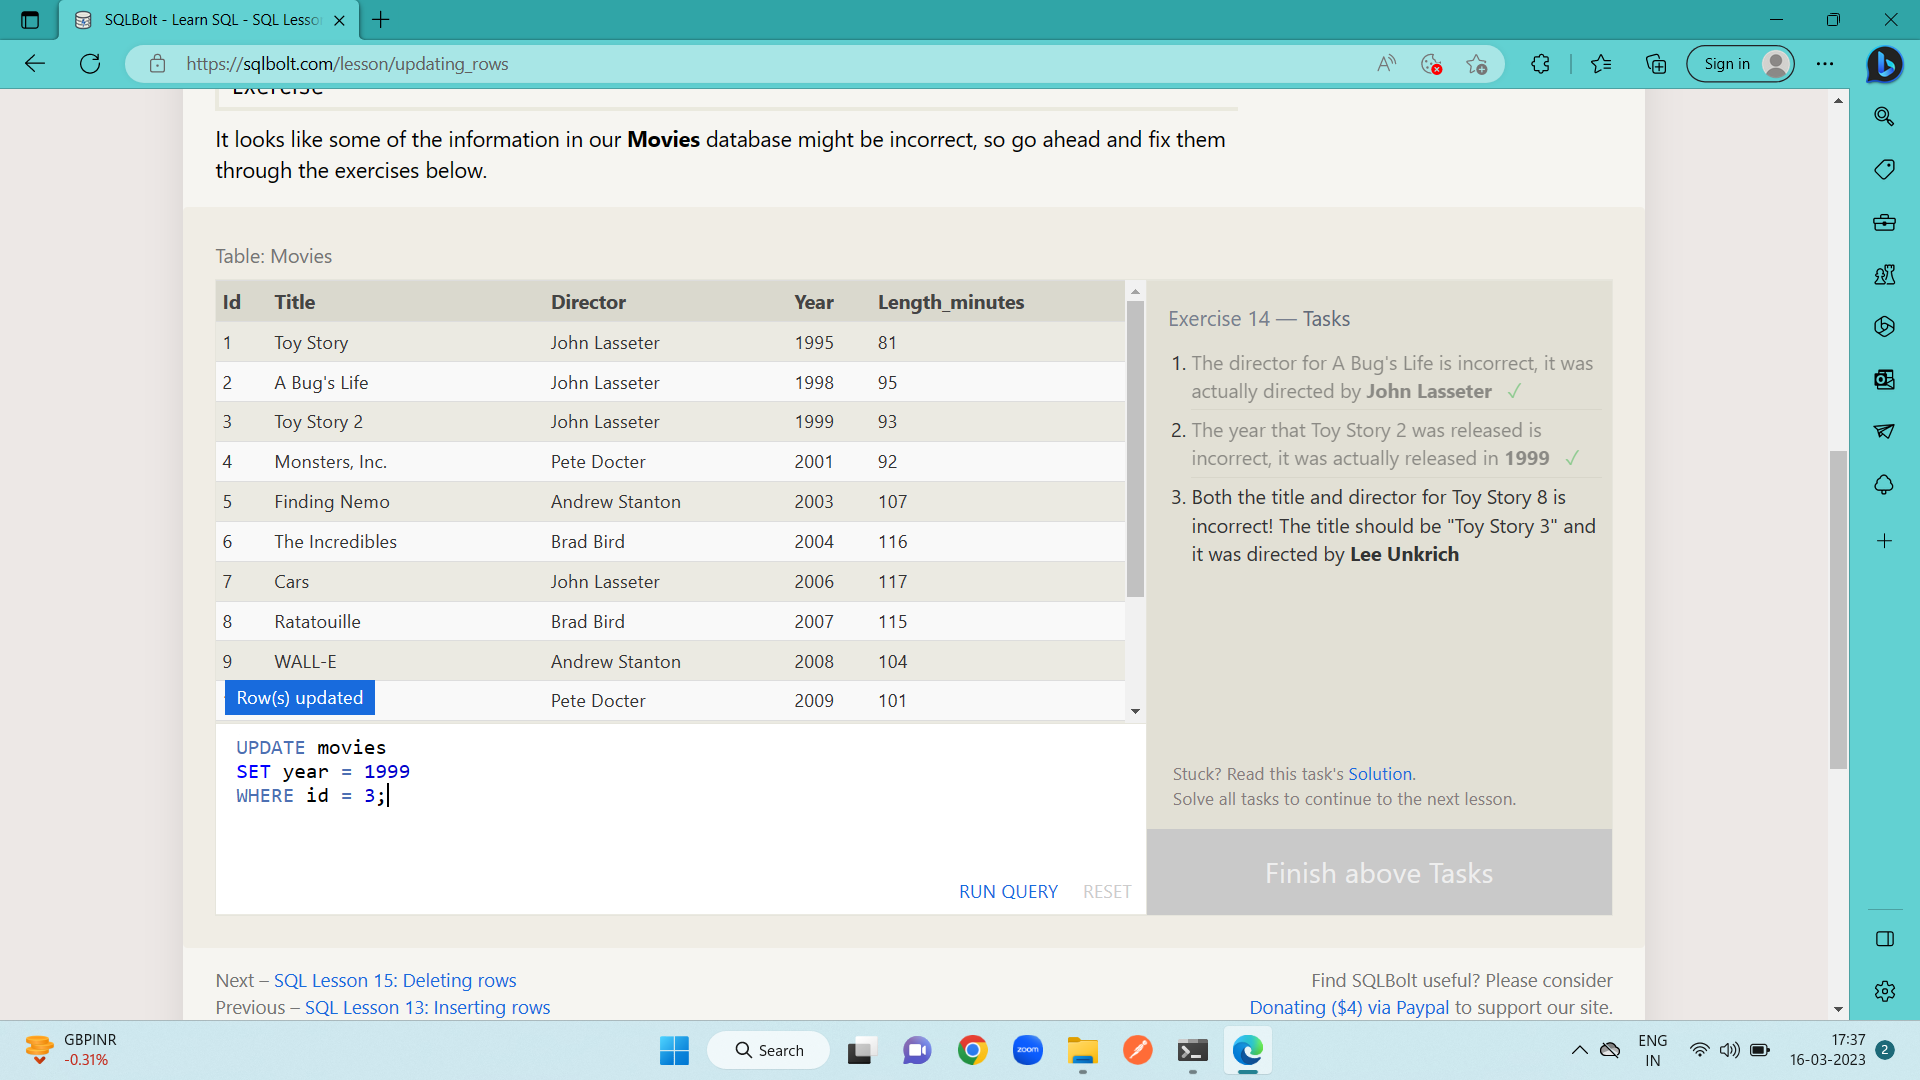 SQLBolt - Learn SQL - SQL Lesso
https://sqlbolt.com/lesson/updating_rows
Sign in
Exercise
It looks like some of the information in our Movies database might be incorrect, so go ahead and fix them
through the exercises below.
Table: Movies
Id Title Director Year Length_minutes
1 Toy Story John Lasseter 1995 81
2 A Bug's Life John Lasseter 1998 95
3 Toy Story 2 John Lasseter 1999 93
4 Monsters, Inc. Pete Docter 2001 92
5 Finding Nemo Andrew Stanton 2003 107
6 The Incredibles Brad Bird 2004 116
7 Cars John Lasseter 2006 117
8 Ratatouille Brad Bird 2007 115
9 WALL-E Andrew Stanton 2008 104
Pete Docter 2009 101
Row(s) updated
UPDATE movies
SET year = 1999
WHERE id = 3;
RUN QUERY RESET
Exercise 14 — Tasks
1. The director for A Bug's Life is incorrect, it was
actually directed by John Lasseter ✓
2. The year that Toy Story 2 was released is
incorrect, it was actually released in 1999 ✓
3. Both the title and director for Toy Story 8 is
incorrect! The title should be "Toy Story 3" and
it was directed by Lee Unkrich
Stuck? Read this task's Solution.
Solve all tasks to continue to the next lesson.
Finish above Tasks
Next – SQL Lesson 15: Deleting rows
Previous – SQL Lesson 13: Inserting rows
Find SQLBolt useful? Please consider
Donating ($4) via Paypal to support our site.
GBPINR
-0.31%
Search
zoom
ENG
IN
17:37
16-03-2023
2